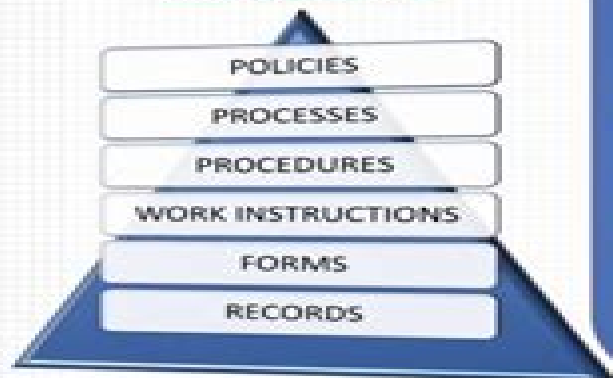 POLICIES
PROCESSES
PROCEDURES
WORK INSTRUCTIONS
FORMS
RECORDS